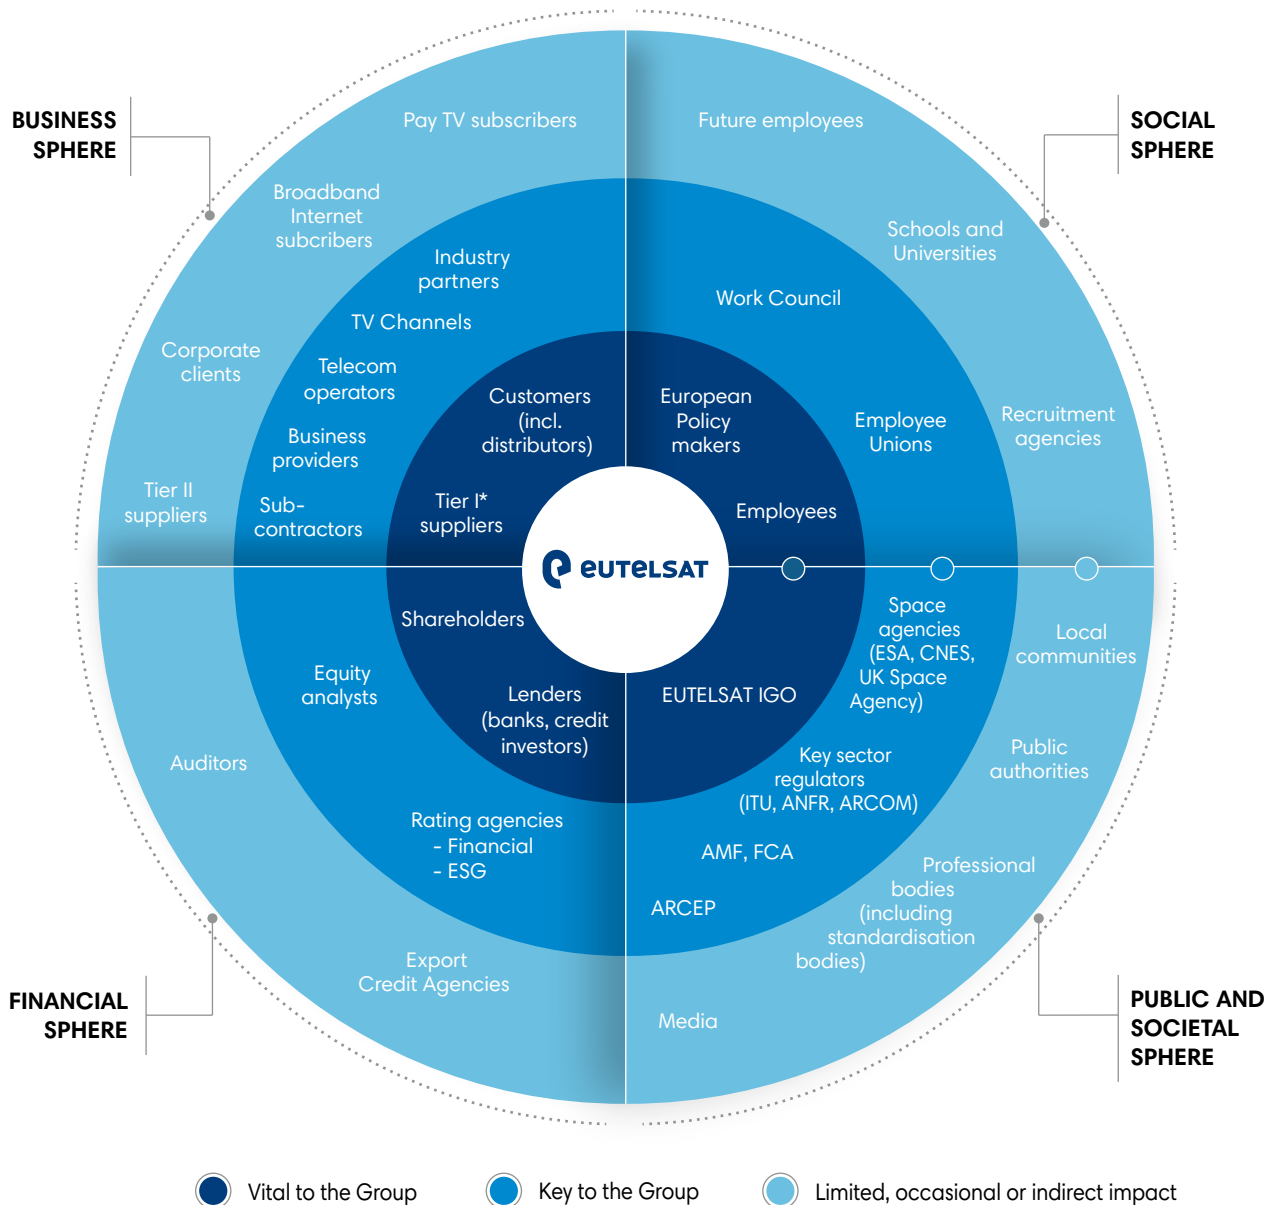 BUSINESS
SPHERE
SOCIAL
SPHERE
Pay TV subscribers
Broadband
Internet
subcribers
Corporate
clients
Tier II
suppliers
Industry
partners
TV Channels
Telecom
operators
Business
providers
Sub-
contractors
Customers
(incl.
distributors)
Tier I*
suppliers
Future employees
Schools and
Universities
Recruitment
agencies
Work Council
Employee
Unions
European
Policy
makers
Employees
eutelsat
Shareholders
Lenders
(banks, credit
investors)
Equity
analysts
Rating agencies
- Financial
- ESG
Auditors
Export
Credit Agencies
EUTELSAT IGO
Space
agencies
(ESA, CNES,
UK Space
Agency)
Key sector
regulators
(ITU, ANFR, ARCOM)
AMF, FCA
ARCEP
Local
communities
Public
authorities
Professional
bodies
(including
standardisation
bodies)
Media
FINANCIAL
SPHERE
PUBLIC AND
SOCIETAL
SPHERE
Vital to the Group
Key to the Group
Limited, occasional or indirect impact